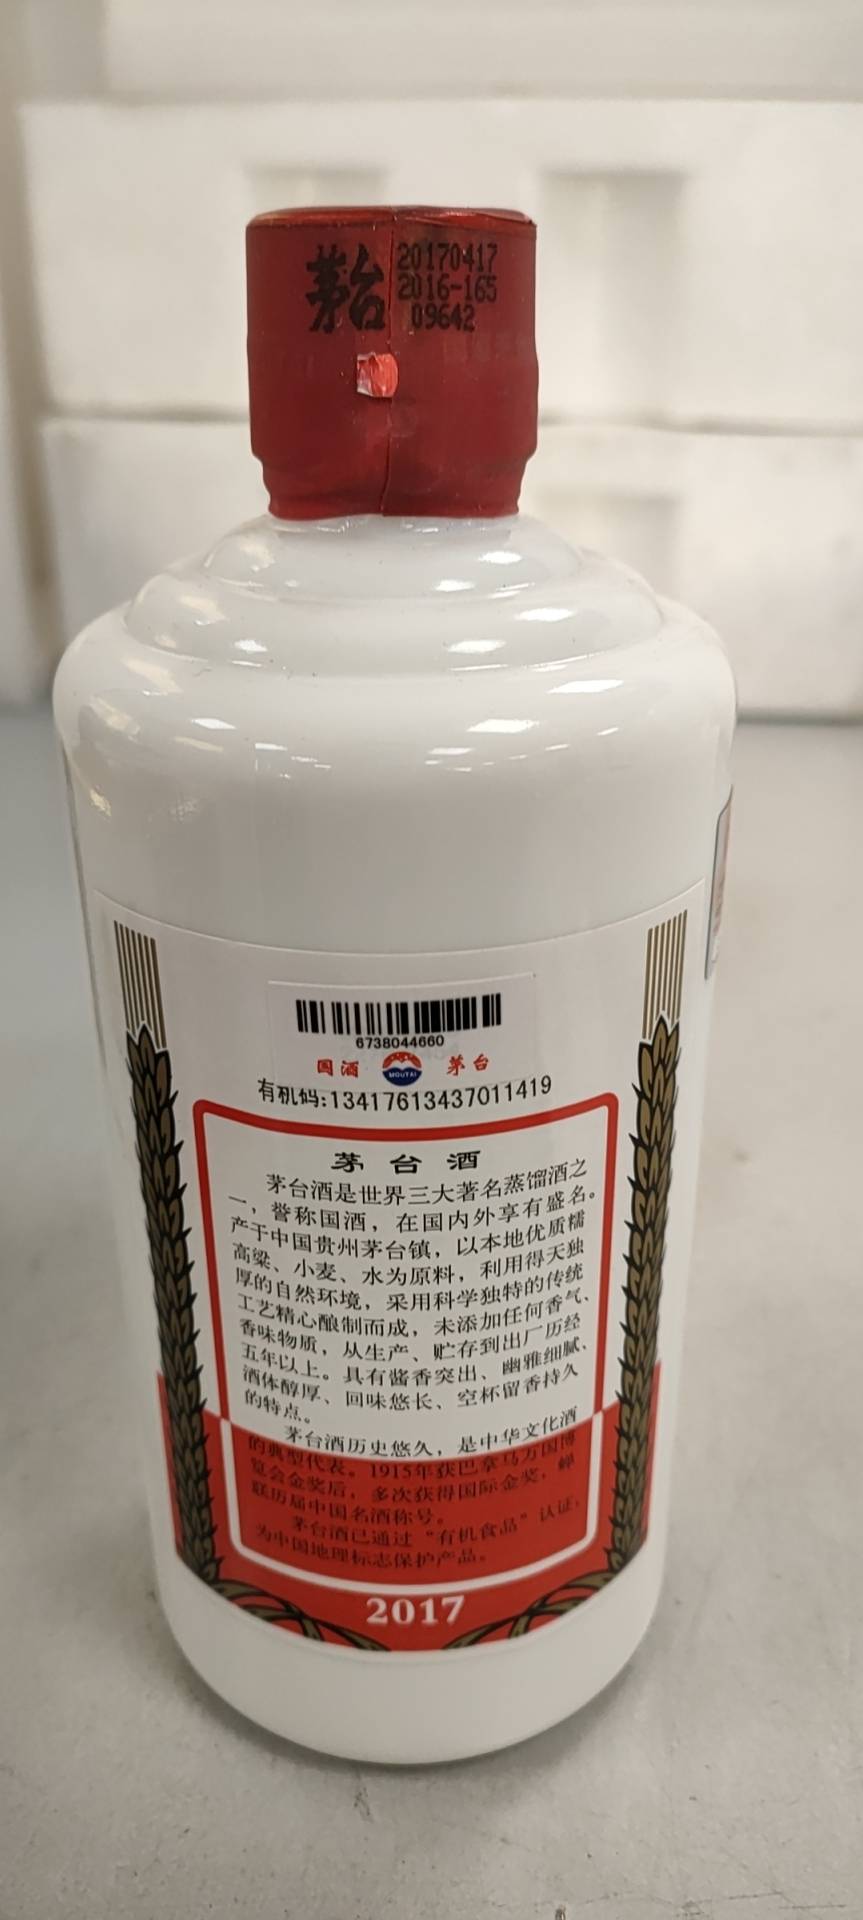 茅台
20170417
2016-165
09642
6738044660
国酒
MOUTAI
茅台
有机码:13417613437011419
茅台酒
茅台酒是世界三大著名蒸馏酒之
一，誉称国酒，在国内外享有盛名。
产于中国贵州茅台镇，以本地优质糯
高粱、小麦、水为原料，利用得天独
厚的自然环境，采用科学独特的传统
工艺精心酿制而成，未添加任何香气、
香味物质，从生产、贮存到出厂历经
五年以上。具有酱香突出、幽雅细腻、
酒体醇厚、回味悠长、空杯留香持久
的特点。
茅台酒历史悠久，是中华文化酒
的典型代表。1915年获巴拿马万国博
览会金奖后，多次获得国际金奖，蝉
联历届中国名酒称号。
茅台酒已通过“有机食品”认证，
为中国地理标志保护产品。
2017